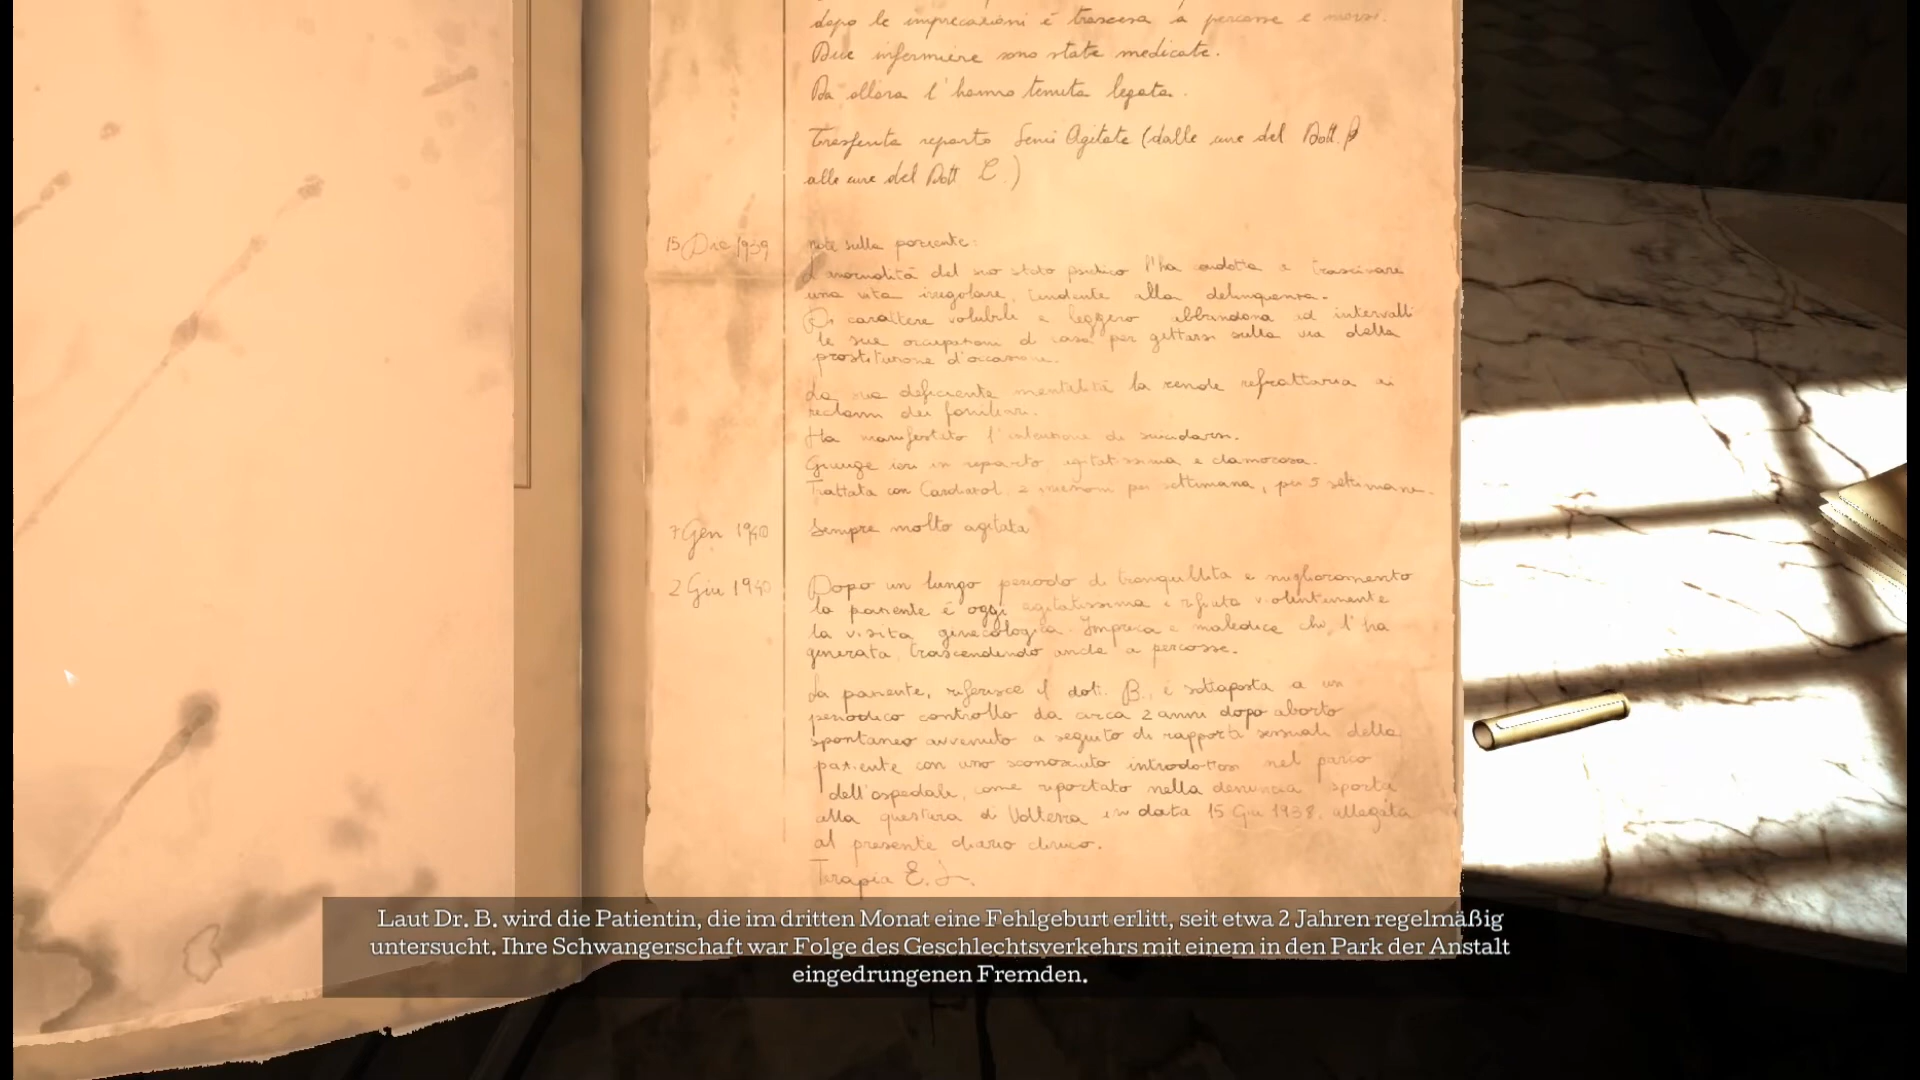 dopo le imprecazioni è trascesa a percosse e morsi.
Due infermiere sono state medicate.
Da allora l'hanno tenuta legata.
Trasferita reparto Semi Agitate (dalle cure del Dott. B
alle cure del Dott C.)
15 Dic 1939
note sulla paziente:
L'anormalità del suo stato psichico l'ha condotta a trascinare
una vita irregolare, tendente alla delinquenza.
Di carattere volubile e leggero abbandona ad intervalli
le sue occupazioni di casa per gettarsi sulla via della
prostituzione d'occasione.
La sua deficiente mentalità la rende refrattaria ai
reclami dei familiari.
Ha manifestato l'intenzione di suicidarsi.
Giunge ieri in reparto agitatissima e clamorosa.
Trattata con Cardiazol, 2 iniezioni per settimana, per 5 settimane.
7 Gen 1940
Sempre molto agitata
2 Giu 1940
Dopo un lungo periodo di tranquillità e miglioramento
la paziente è oggi agitatissima e rifiuta violentemente
la visita ginecologica. Impreca e maledice chi l'ha
generata, trascendendo anche a percosse.
La paziente, riferisce il dott. B., è sottoposta a un
periodico controllo da circa 2 anni dopo aborto
spontaneo avvenuto a seguito di rapporti sessuali della
paziente con uno sconosciuto introdottosi nel parco
dell'ospedale, come riportato nella denuncia sporta
alla questura di Volterra in data 15 Giu 1938, allegata
al presente diario clinico.
Terapia E.
Laut Dr. B. wird die Patientin, die im dritten Monat eine Fehlgeburt erlitt, seit etwa 2 Jahren regelmäßig
untersucht. Ihre Schwangerschaft war Folge des Geschlechtsverkehrs mit einem in den Park der Anstalt
eingedrungenen Fremden.